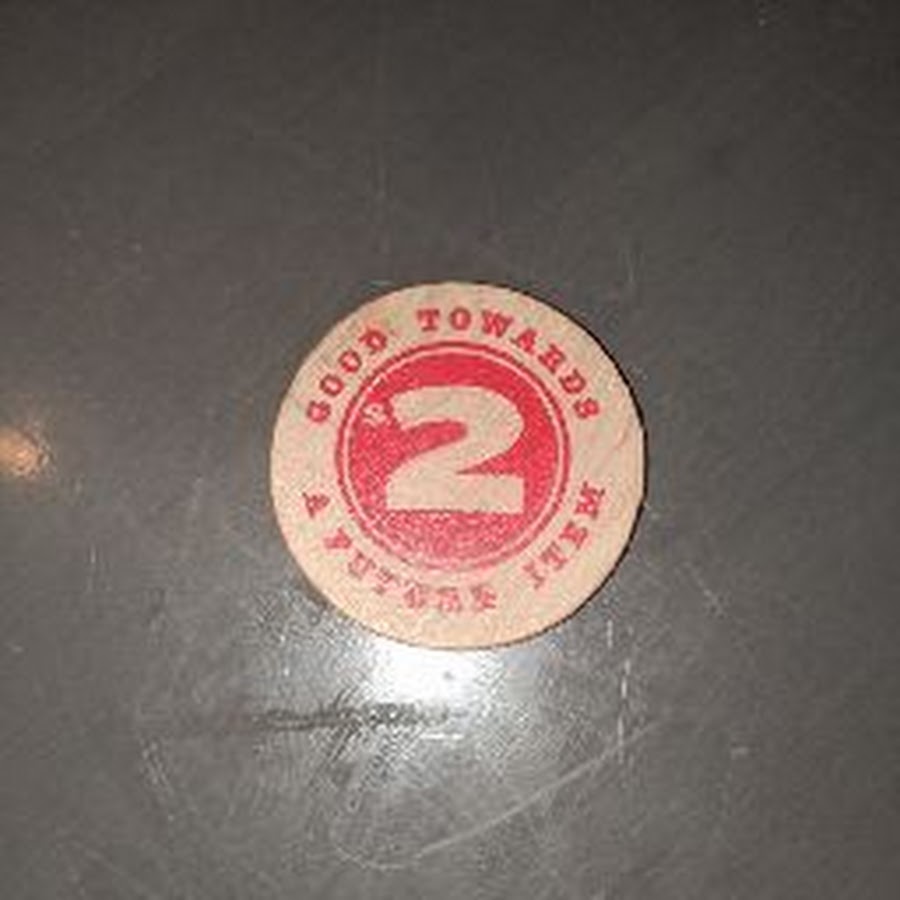 GOOD TOWARDS
$2
A FUTURE ITEM